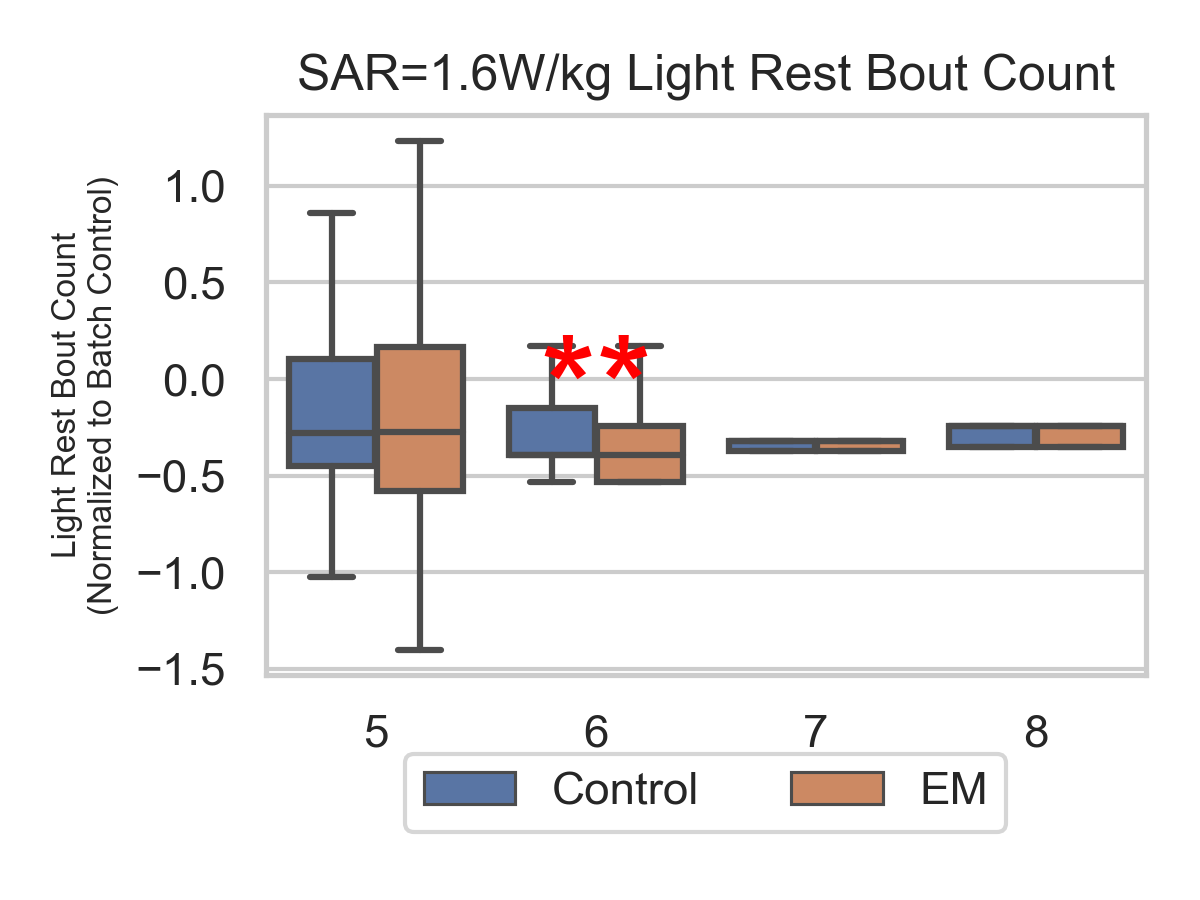 SAR=1.6W/kg Light Rest Bout Count
Light Rest Bout Count
(Normalized to Batch Control)
1.0
0.5
0.0
−0.5
−1.0
−1.5
**
5 6 7 8
Control EM